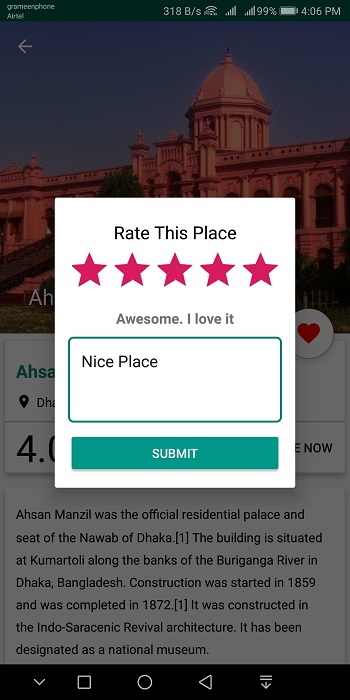 grameenphone
Airtel
318 B/s 99% 4:06 PM
Rate This Place
Ah
Awesome. I love it
Nice Place
Ahsa
Dha
SUBMIT
4.0
E NOW
Ahsan Manzil was the official residential palace and
seat of the Nawab of Dhaka.[1] The building is situated
at Kumartoli along the banks of the Buriganga River in
Dhaka, Bangladesh. Construction was started in 1859
and was completed in 1872.[1] It was constructed in
the Indo-Saracenic Revival architecture. It has been
designated as a national museum.